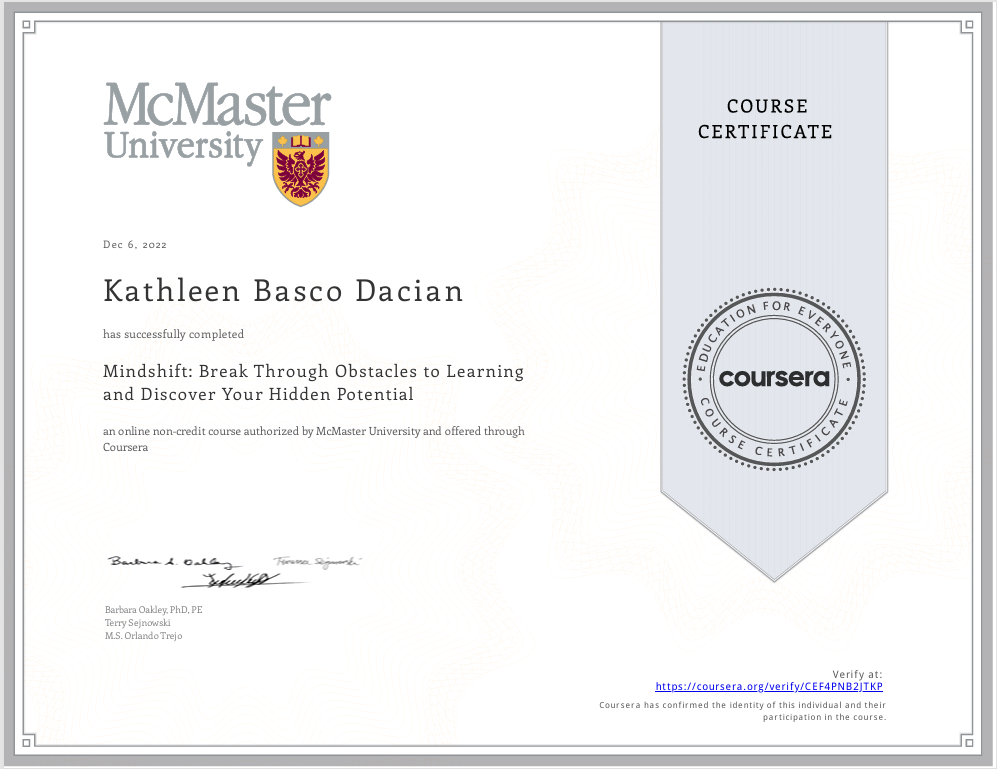 McMaster
University
COURSE
CERTIFICATE
Dec 6, 2022
Kathleen Basco Dacian
has successfully completed
Mindshift: Break Through Obstacles to Learning
and Discover Your Hidden Potential
an online non-credit course authorized by McMaster University and offered through
Coursera
EDUCATION FOR EVERYONE
coursera
COURSE CERTIFICATE
Barbara A. Oakley Terrence Sejnowski
Barbara Oakley, PhD, PE
Terry Sejnowski
M.S. Orlando Trejo
Verify at:
https://coursera.org/verify/CEF4PNB2JTKP
Coursera has confirmed the identity of this individual and their
participation in the course.